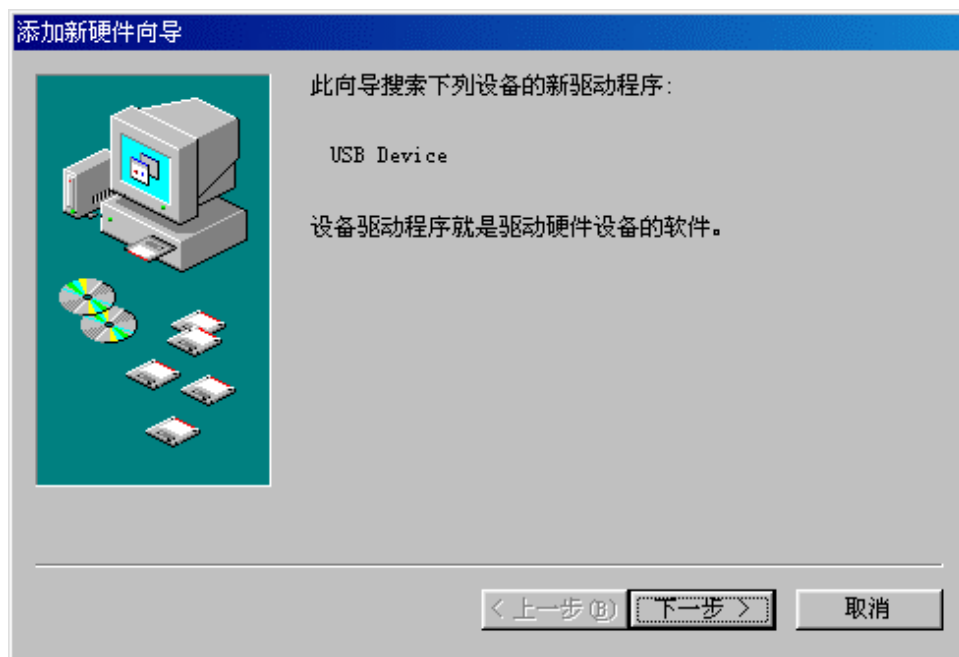 添加新硬件向导
此向导搜索下列设备的新驱动程序:
USB Device
设备驱动程序就是驱动硬件设备的软件。
< 上一步(B)
下一步 >
取消